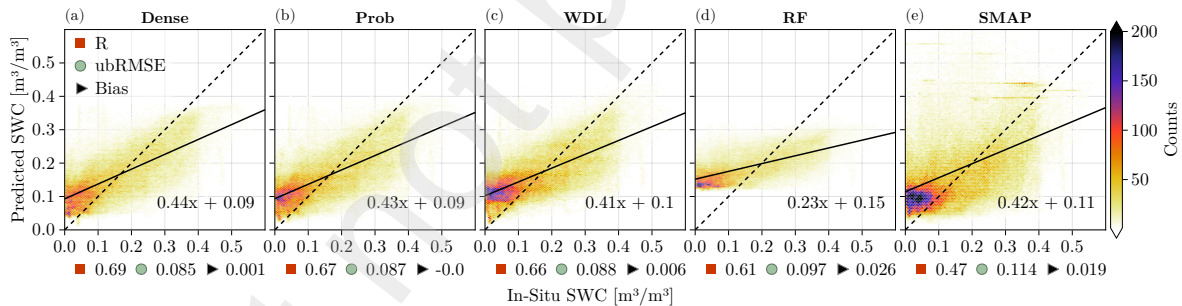 (a) Dense (b) Prob (c) WDL (d) RF (e) SMAP
R
ubRMSE
Bias
Predicted SWC [m³/m³]
0.5
0.4
0.3
0.2
0.1
0.0
0.44x + 0.09 0.43x + 0.09 0.41x + 0.1 0.23x + 0.15 0.42x + 0.11
200
150
100
50
Counts
0.0 0.1 0.2 0.3 0.4 0.5 0.0 0.1 0.2 0.3 0.4 0.5 0.0 0.1 0.2 0.3 0.4 0.5 0.0 0.1 0.2 0.3 0.4 0.5 0.0 0.1 0.2 0.3 0.4 0.5
0.69 0.085 0.001 0.67 0.087 -0.0 0.66 0.088 0.006 0.61 0.097 0.026 0.47 0.114 0.019
In-Situ SWC [m³/m³]